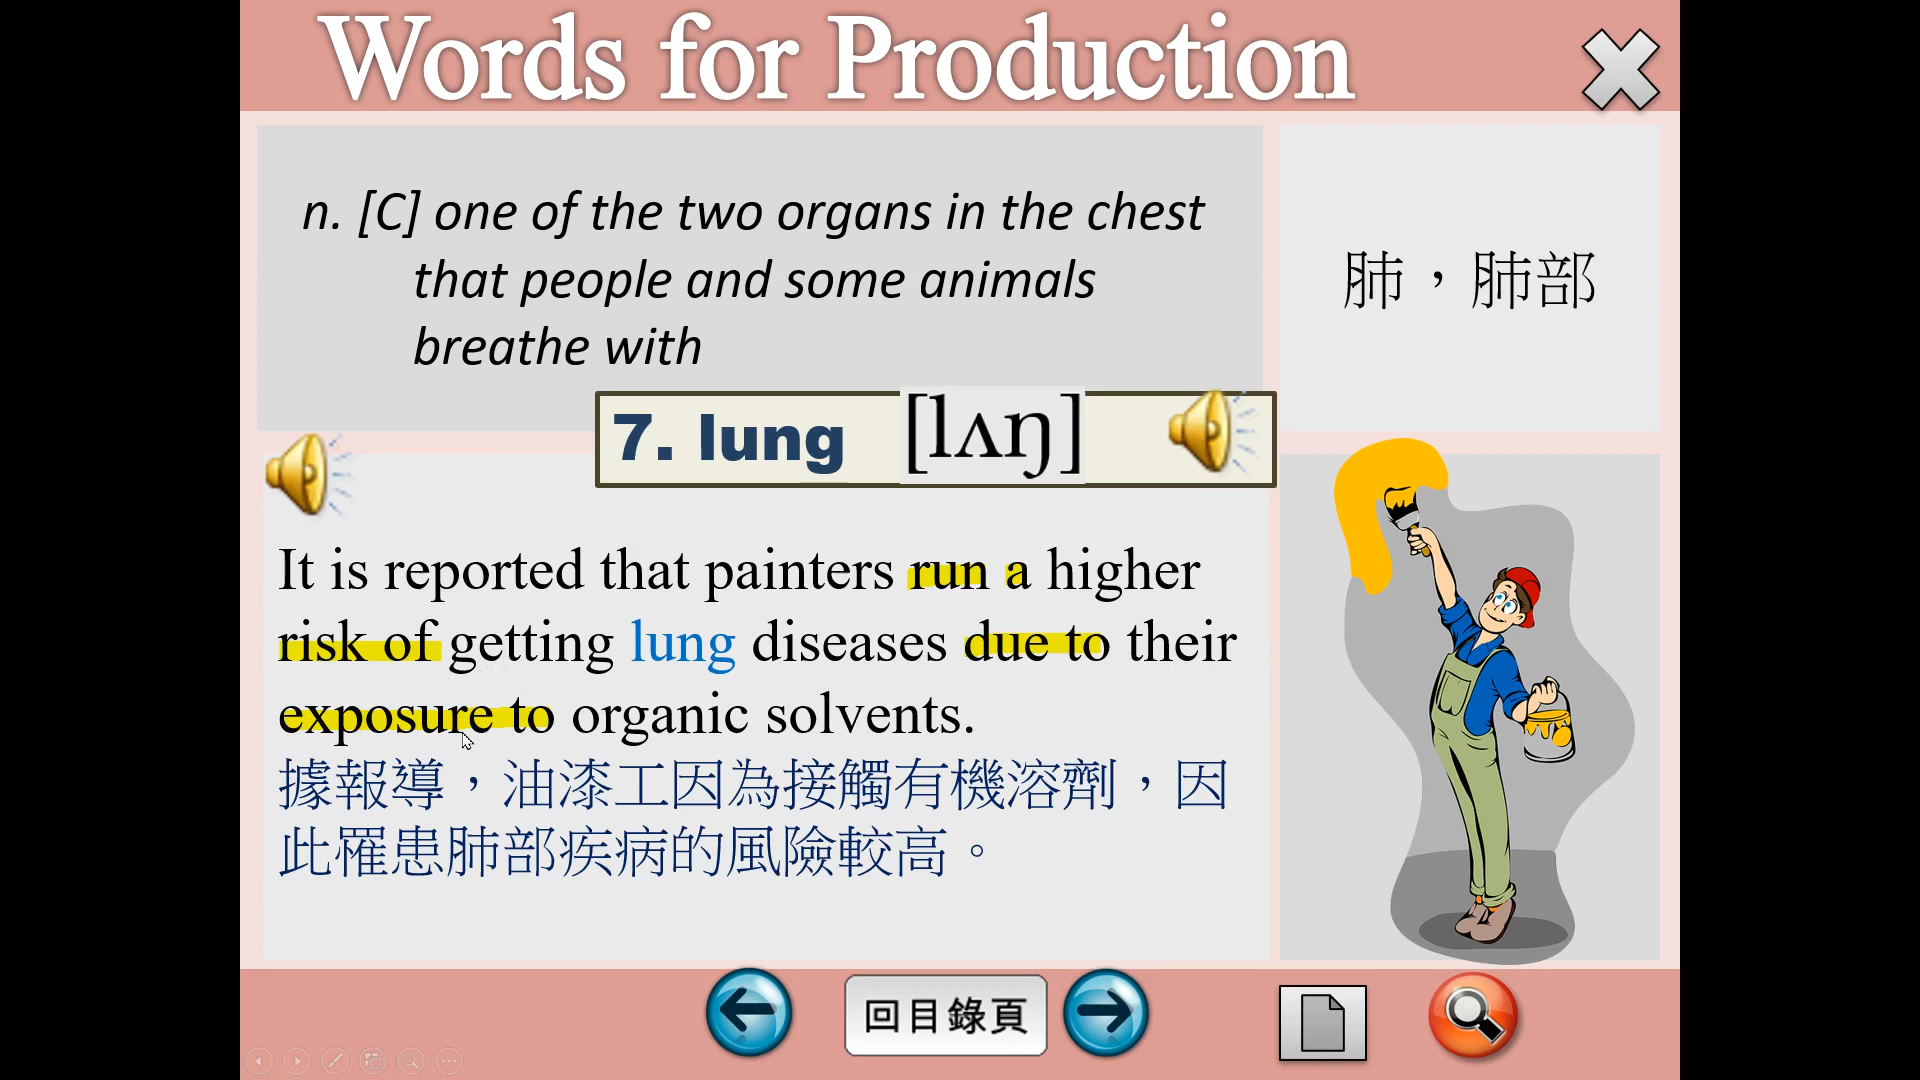 Words for Production
n. [C] one of the two organs in the chest
that people and some animals
breathe with
肺，肺部
7. lung [lʌŋ]
It is reported that painters run a higher
risk of getting lung diseases due to their
exposure to organic solvents.
據報導，油漆工因為接觸有機溶劑，因
此罹患肺部疾病的風險較高。
回目錄頁